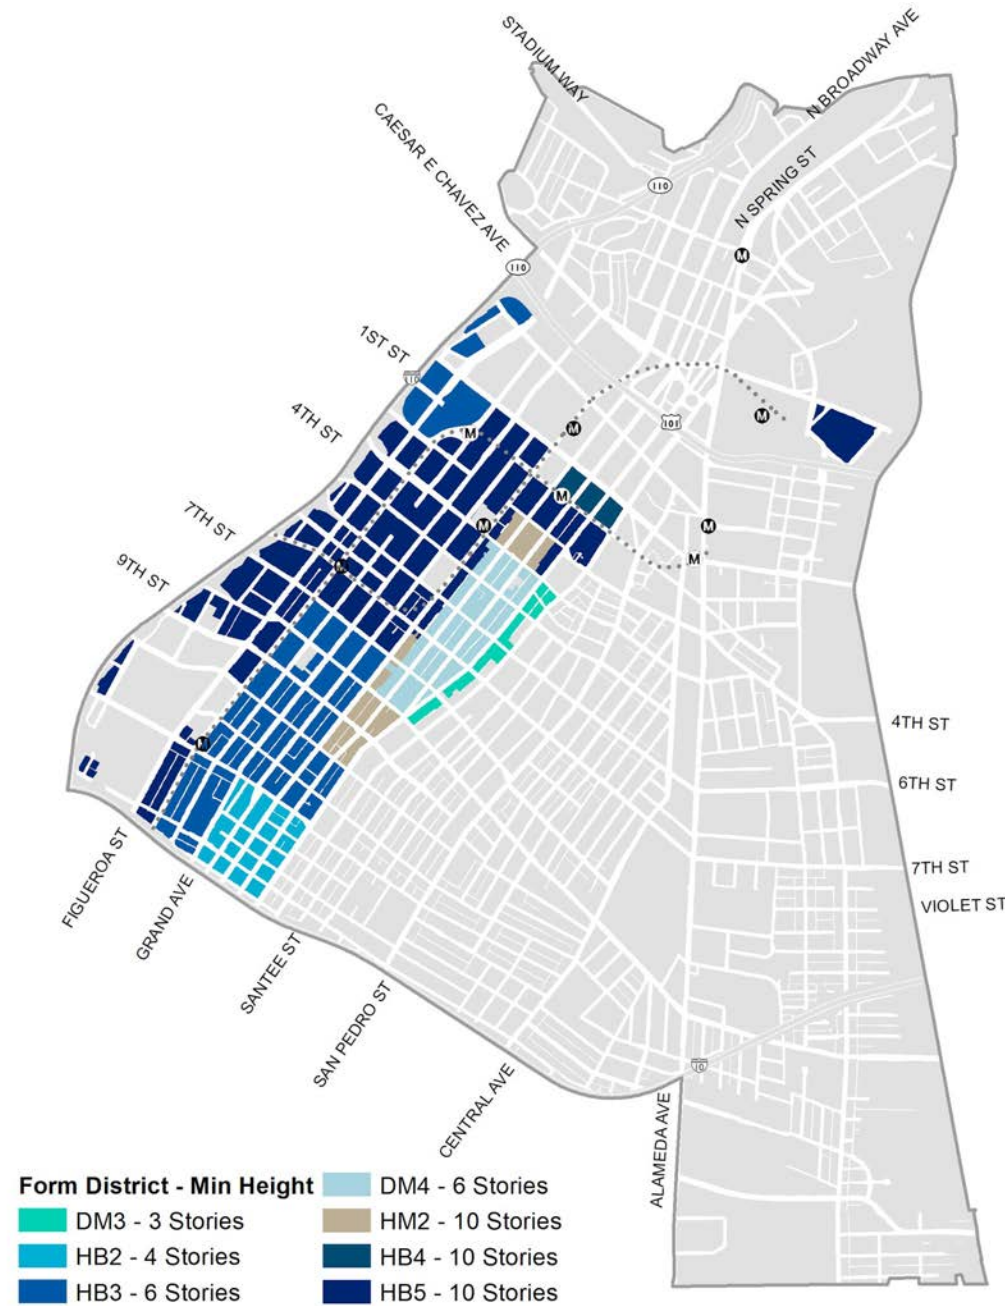 STADIUM WAY
N BROADWAY AVE
CAESAR E CHAVEZ AVE
110
N SPRING ST
M
110
1ST ST
110
4TH ST
M
M
M
101
7TH ST
M
M
M
M
9TH ST
M
4TH ST
M
6TH ST
FIGUEROA ST
7TH ST
GRAND AVE
VIOLET ST
SANTEE ST
SAN PEDRO ST
10
CENTRAL AVE
ALAMEDA AVE
Form District - Min Height
DM3 - 3 Stories
HB2 - 4 Stories
HB3 - 6 Stories
DM4 - 6 Stories
HM2 - 10 Stories
HB4 - 10 Stories
HB5 - 10 Stories